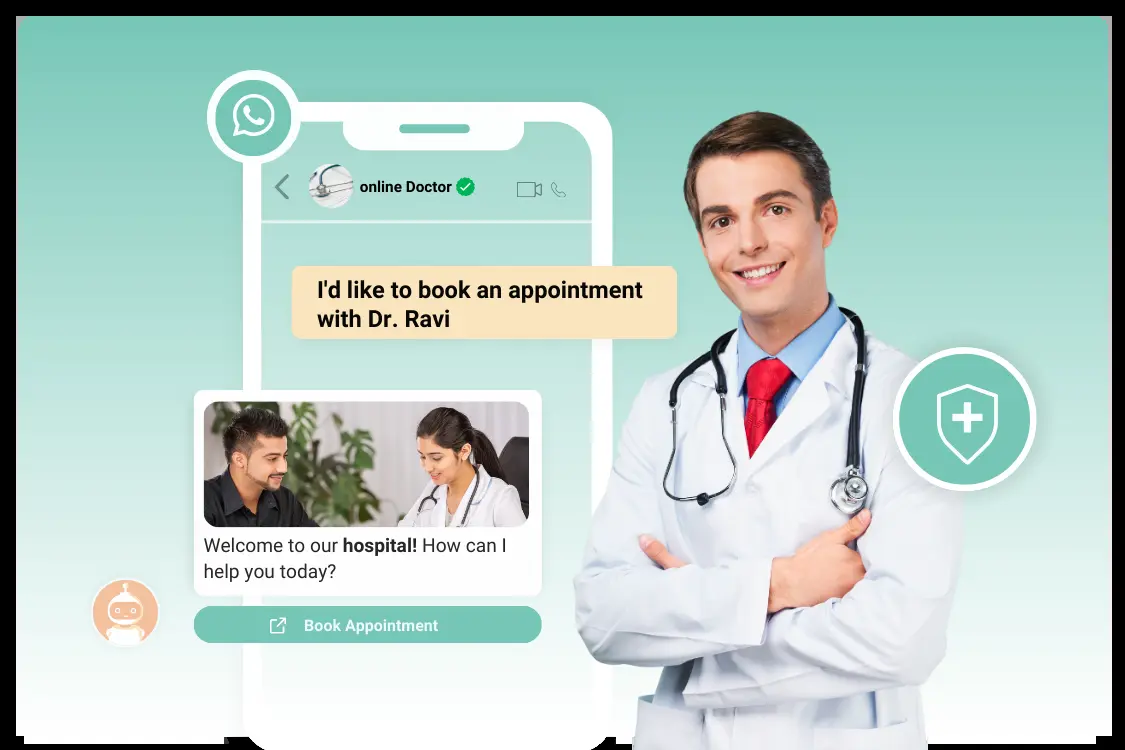 online Doctor
I'd like to book an appointment
with Dr. Ravi
Welcome to our hospital! How can I
help you today?
Book Appointment